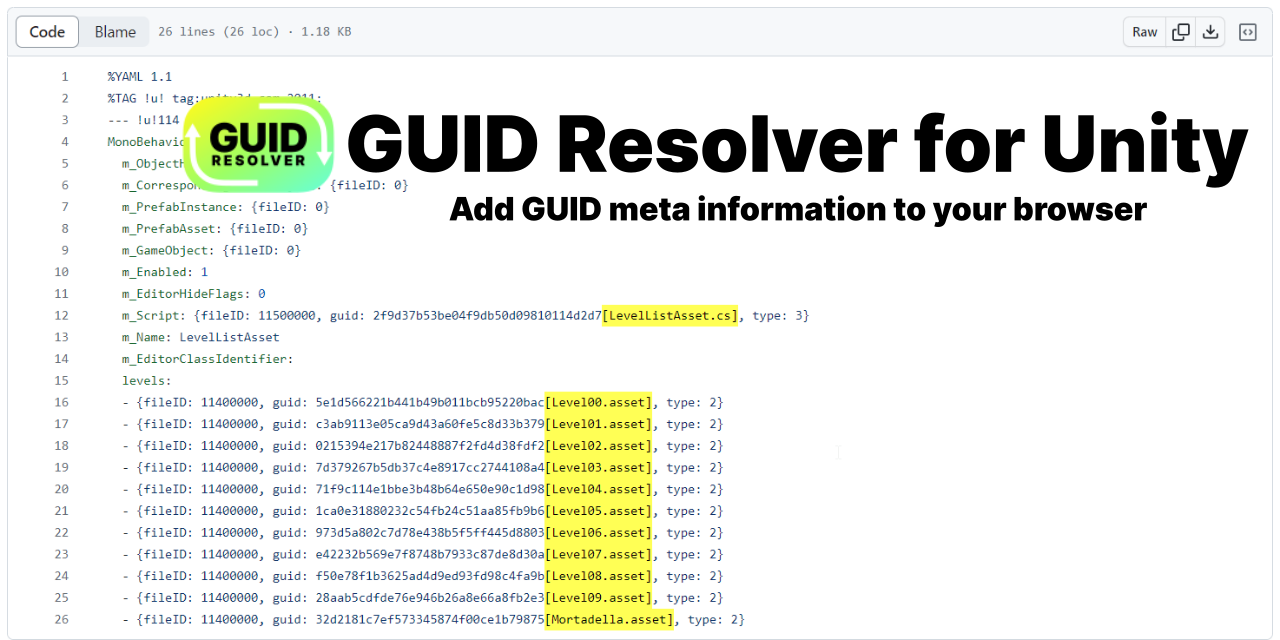 Code Blame 26 lines (26 loc) · 1.18 KB Raw
1 %YAML 1.1
2 %TAG !u! tag:unity3d.com,2011:
3 --- !u!114
4 MonoBehavio
GUID RESOLVER
GUID Resolver for Unity
Add GUID meta information to your browser
5 m_ObjectH
6 m_Correspon {fileID: 0}
7 m_PrefabInstance: {fileID: 0}
8 m_PrefabAsset: {fileID: 0}
9 m_GameObject: {fileID: 0}
10 m_Enabled: 1
11 m_EditorHideFlags: 0
12 m_Script: {fileID: 11500000, guid: 2f9d37b53be04f9db50d09810114d2d7[LevelListAsset.cs], type: 3}
13 m_Name: LevelListAsset
14 m_EditorClassIdentifier:
15 levels:
16 - {fileID: 11400000, guid: 5e1d566221b441b49b011bcb95220bac[Level00.asset], type: 2}
17 - {fileID: 11400000, guid: c3ab9113e05ca9d43a60fe5c8d33b379[Level01.asset], type: 2}
18 - {fileID: 11400000, guid: 0215394e217b82448887f2fd4d38fdf2[Level02.asset], type: 2}
19 - {fileID: 11400000, guid: 7d379267b5db37c4e8917cc2744108a4[Level03.asset], type: 2}
20 - {fileID: 11400000, guid: 71f9c114e1bbe3b48b64e650e90c1d98[Level04.asset], type: 2}
21 - {fileID: 11400000, guid: 1ca0e31880232c54fb24c51aa85fb9b6[Level05.asset], type: 2}
22 - {fileID: 11400000, guid: 973d5a802c7d78e438b5f5ff445d8803[Level06.asset], type: 2}
23 - {fileID: 11400000, guid: e42232b569e7f8748b7933c87de8d30a[Level07.asset], type: 2}
24 - {fileID: 11400000, guid: f50e78f1b3625ad4d9ed93fd98c4fa9b[Level08.asset], type: 2}
25 - {fileID: 11400000, guid: 28aab5cdfde76e946b26a8e66a8fb2e3[Level09.asset], type: 2}
26 - {fileID: 11400000, guid: 32d2181c7ef573345874f00ce1b79875[Mortadella.asset], type: 2}